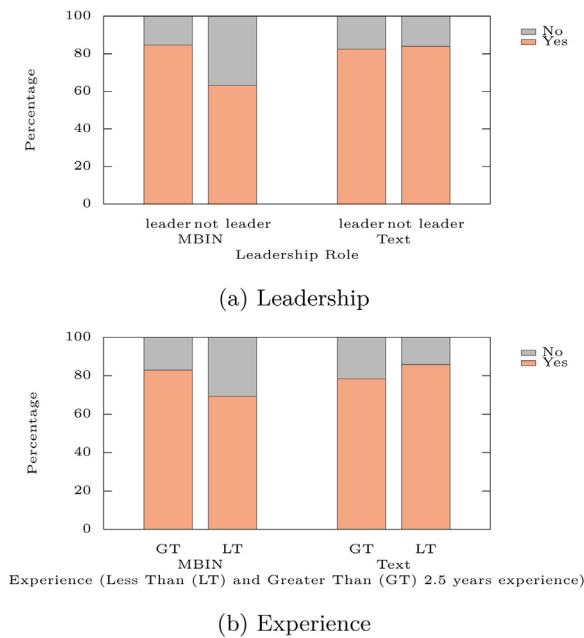 100
80
60
40
20
0
Percentage
No
Yes
leader not leader leader not leader
MBIN Text
Leadership Role
(a) Leadership
100
80
60
40
20
0
Percentage
No
Yes
GT LT GT LT
MBIN Text
Experience (Less Than (LT) and Greater Than (GT) 2.5 years experience)
(b) Experience